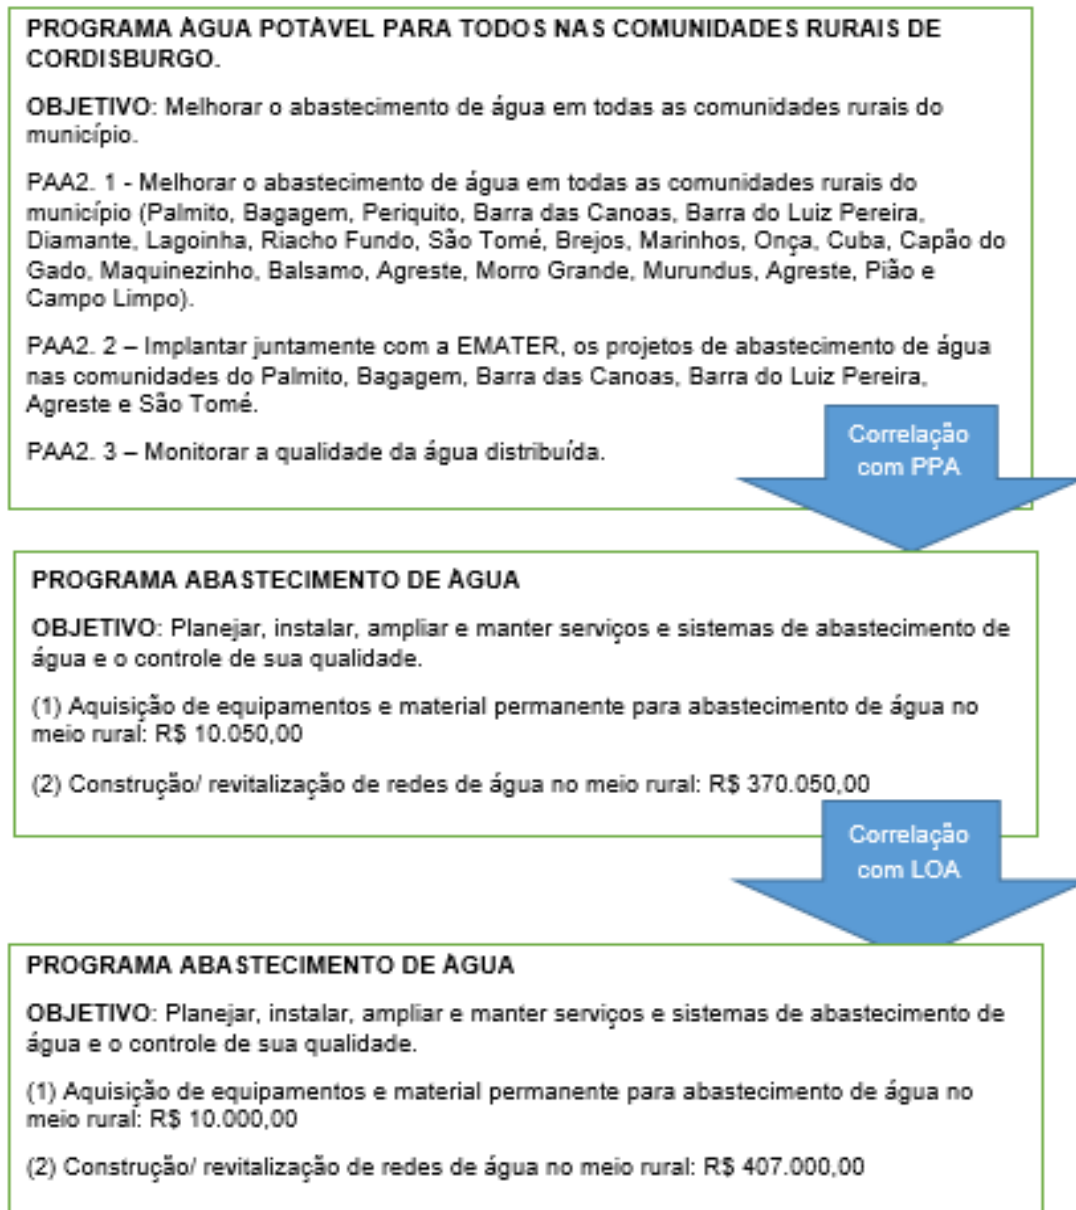 PROGRAMA ÀGUA POTÀVEL PARA TODOS NAS COMUNIDADES RURAIS DE
CORDISBURGO.
OBJETIVO: Melhorar o abastecimento de água em todas as comunidades rurais do
município.
PAA2. 1 - Melhorar o abastecimento de água em todas as comunidades rurais do
município (Palmito, Bagagem, Periquito, Barra das Canoas, Barra do Luiz Pereira,
Diamante, Lagoinha, Riacho Fundo, São Tomé, Brejos, Marinhos, Onça, Cuba, Capão do
Gado, Maquinezinho, Balsamo, Agreste, Morro Grande, Murundus, Agreste, Pião e
Campo Limpo).
PAA2. 2 – Implantar juntamente com a EMATER, os projetos de abastecimento de água
nas comunidades do Palmito, Bagagem, Barra das Canoas, Barra do Luiz Pereira,
Agreste e São Tomé.
PAA2. 3 – Monitorar a qualidade da água distribuída.
Correlação
com PPA
PROGRAMA ABASTECIMENTO DE ÀGUA
OBJETIVO: Planejar, instalar, ampliar e manter serviços e sistemas de abastecimento de
água e o controle de sua qualidade.
(1) Aquisição de equipamentos e material permanente para abastecimento de água no
meio rural: R$ 10.050,00
(2) Construção/ revitalização de redes de água no meio rural: R$ 370.050,00
Correlação
com LOA
PROGRAMA ABASTECIMENTO DE ÀGUA
OBJETIVO: Planejar, instalar, ampliar e manter serviços e sistemas de abastecimento de
água e o controle de sua qualidade.
(1) Aquisição de equipamentos e material permanente para abastecimento de água no
meio rural: R$ 10.000,00
(2) Construção/ revitalização de redes de água no meio rural: R$ 407.000,00